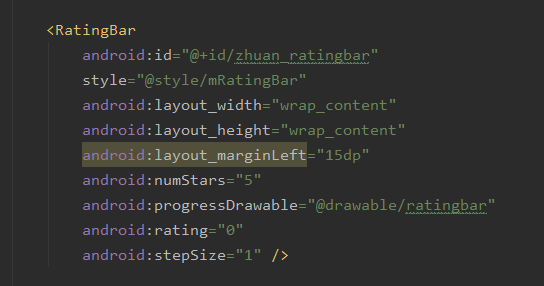 <RatingBar
android:id="@+id/zhuan_ratingbar"
style="@style/mRatingBar"
android:layout_width="wrap_content"
android:layout_height="wrap_content"
android:layout_marginLeft="15dp"
android:numStars="5"
android:progressDrawable="@drawable/ratingbar"
android:rating="0"
android:stepSize="1" />